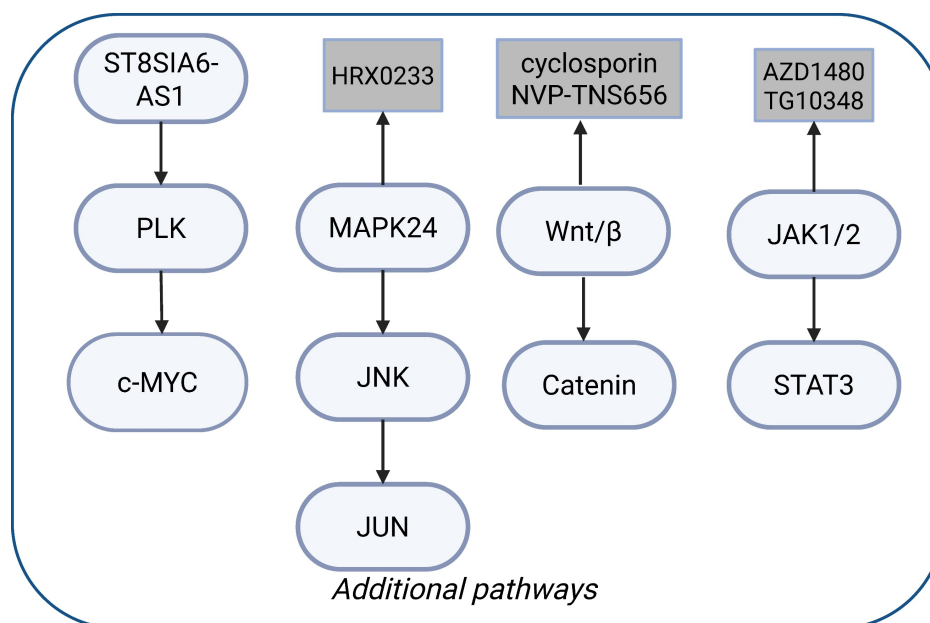 ST8SIA6-
AS1
PLK
c-MYC
HRX0233
MAPK24
JNK
JUN
cyclosporin
NVP-TNS656
Wnt/β
Catenin
AZD1480
TG10348
JAK1/2
STAT3
Additional pathways